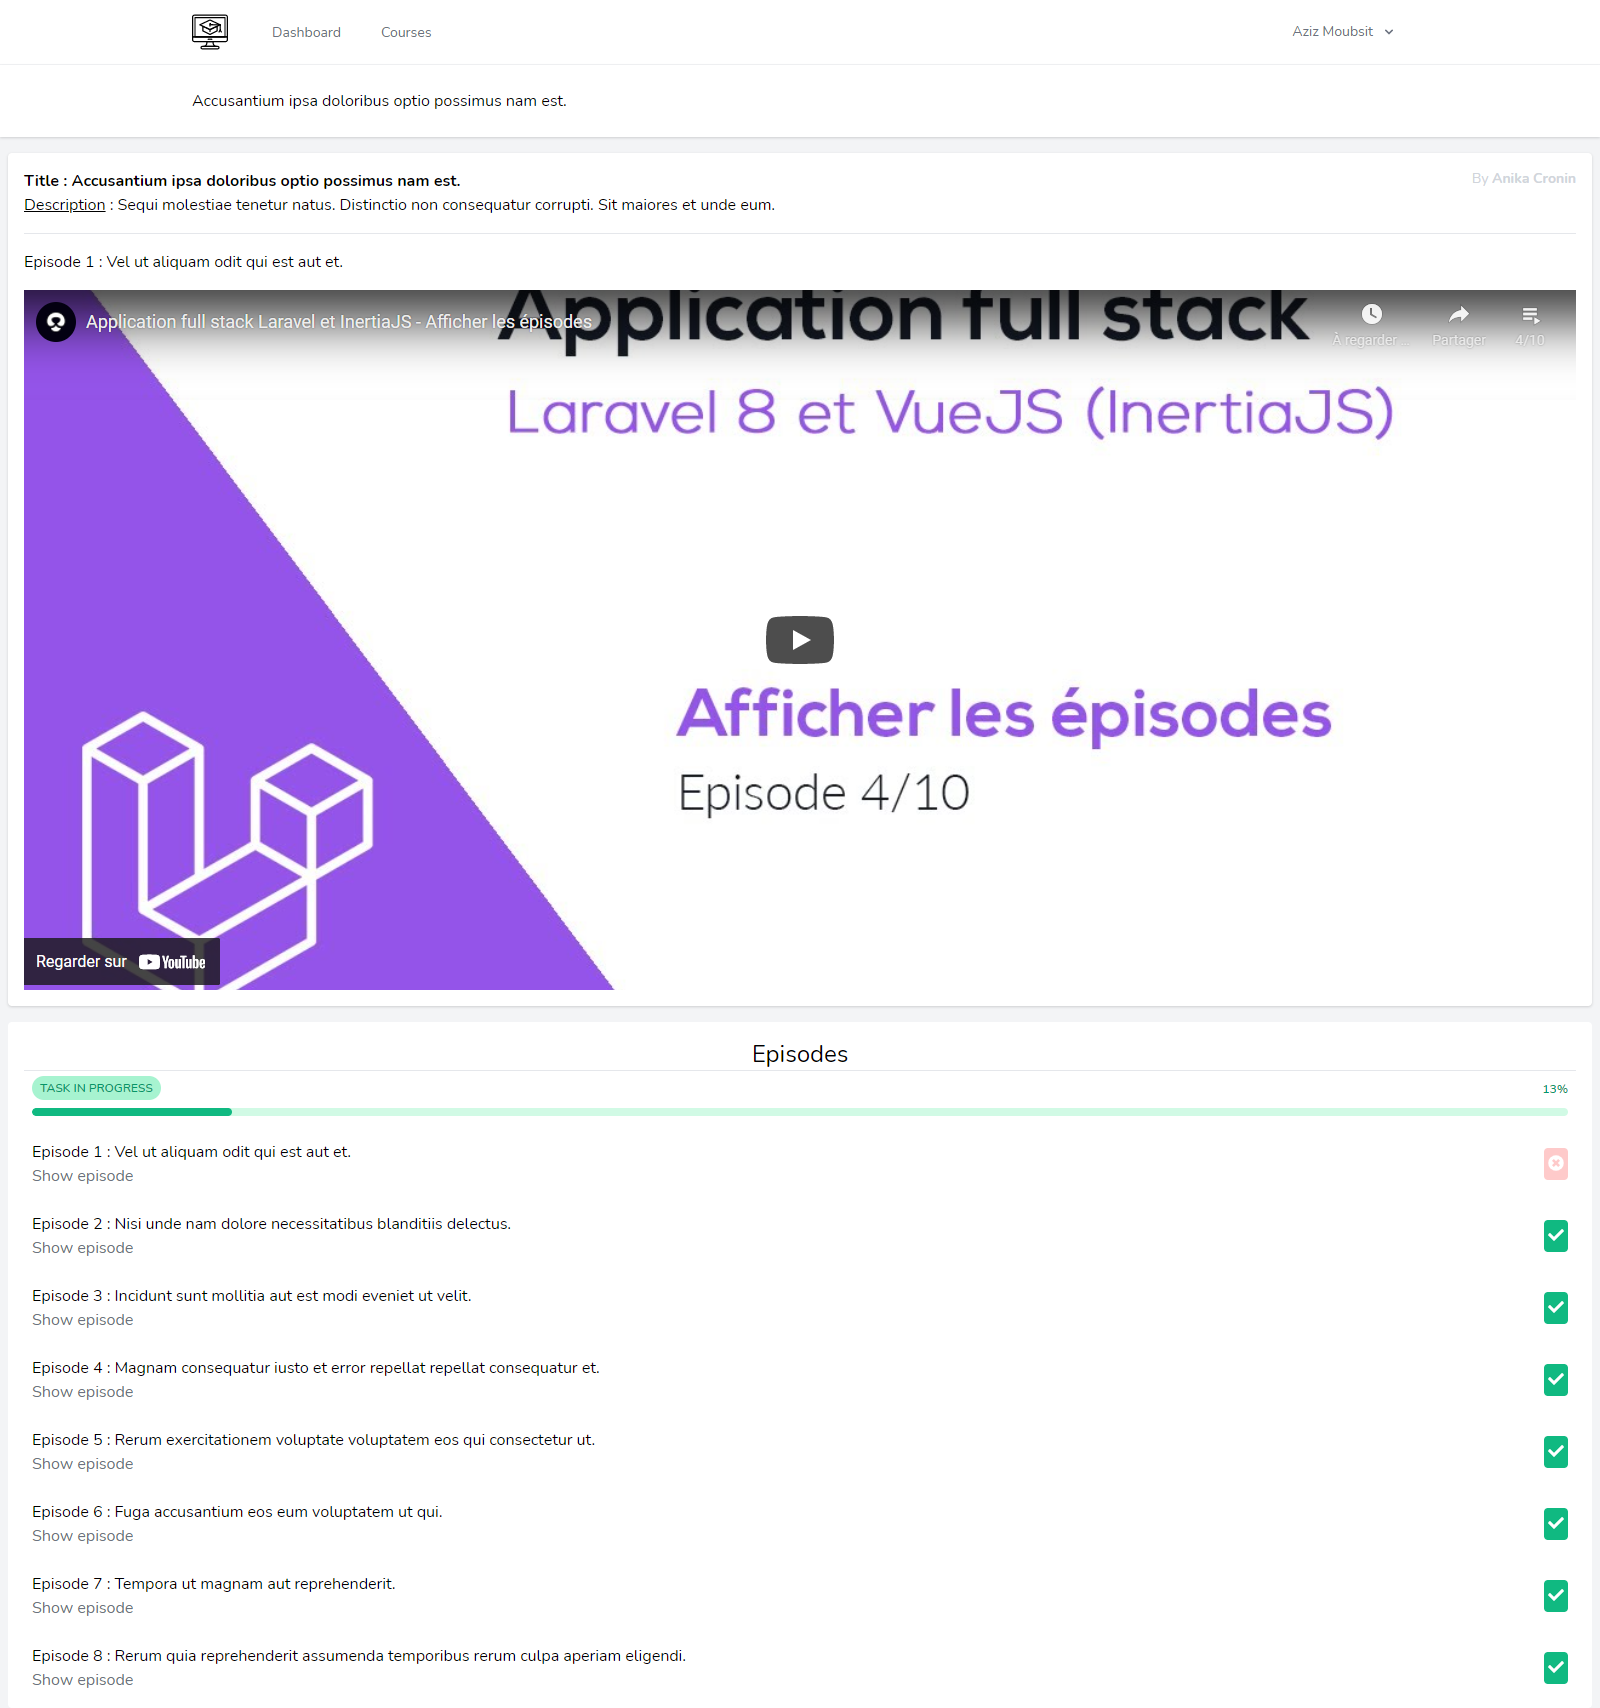 Dashboard
Courses
Aziz Moubsit
Accusantium ipsa doloribus optio possimus nam est.
Title : Accusantium ipsa doloribus optio possimus nam est.
By Anika Cronin
Description : Sequi molestiae tenetur natus. Distinctio non consequatur corrupti. Sit maiores et unde eum.
Episode 1 : Vel ut aliquam odit qui est aut et.
Application full stack
Application full stack Laravel et InertiaJS - Afficher les épisodes
À regarder...
Partager
4/10
Laravel 8 et VueJS (InertiaJS)
Afficher les épisodes
Episode 4/10
Regarder sur YouTube
Episodes
TASK IN PROGRESS
13%
Episode 1 : Vel ut aliquam odit qui est aut et.
Show episode
Episode 2 : Nisi unde nam dolore necessitatibus blanditiis delectus.
Show episode
Episode 3 : Incidunt sunt mollitia aut est modi eveniet ut velit.
Show episode
Episode 4 : Magnam consequatur iusto et error repellat repellat consequatur et.
Show episode
Episode 5 : Rerum exercitationem voluptate voluptatem eos qui consectetur ut.
Show episode
Episode 6 : Fuga accusantium eos eum voluptatem ut qui.
Show episode
Episode 7 : Tempora ut magnam aut reprehenderit.
Show episode
Episode 8 : Rerum quia reprehenderit assumenda temporibus rerum culpa aperiam eligendi.
Show episode